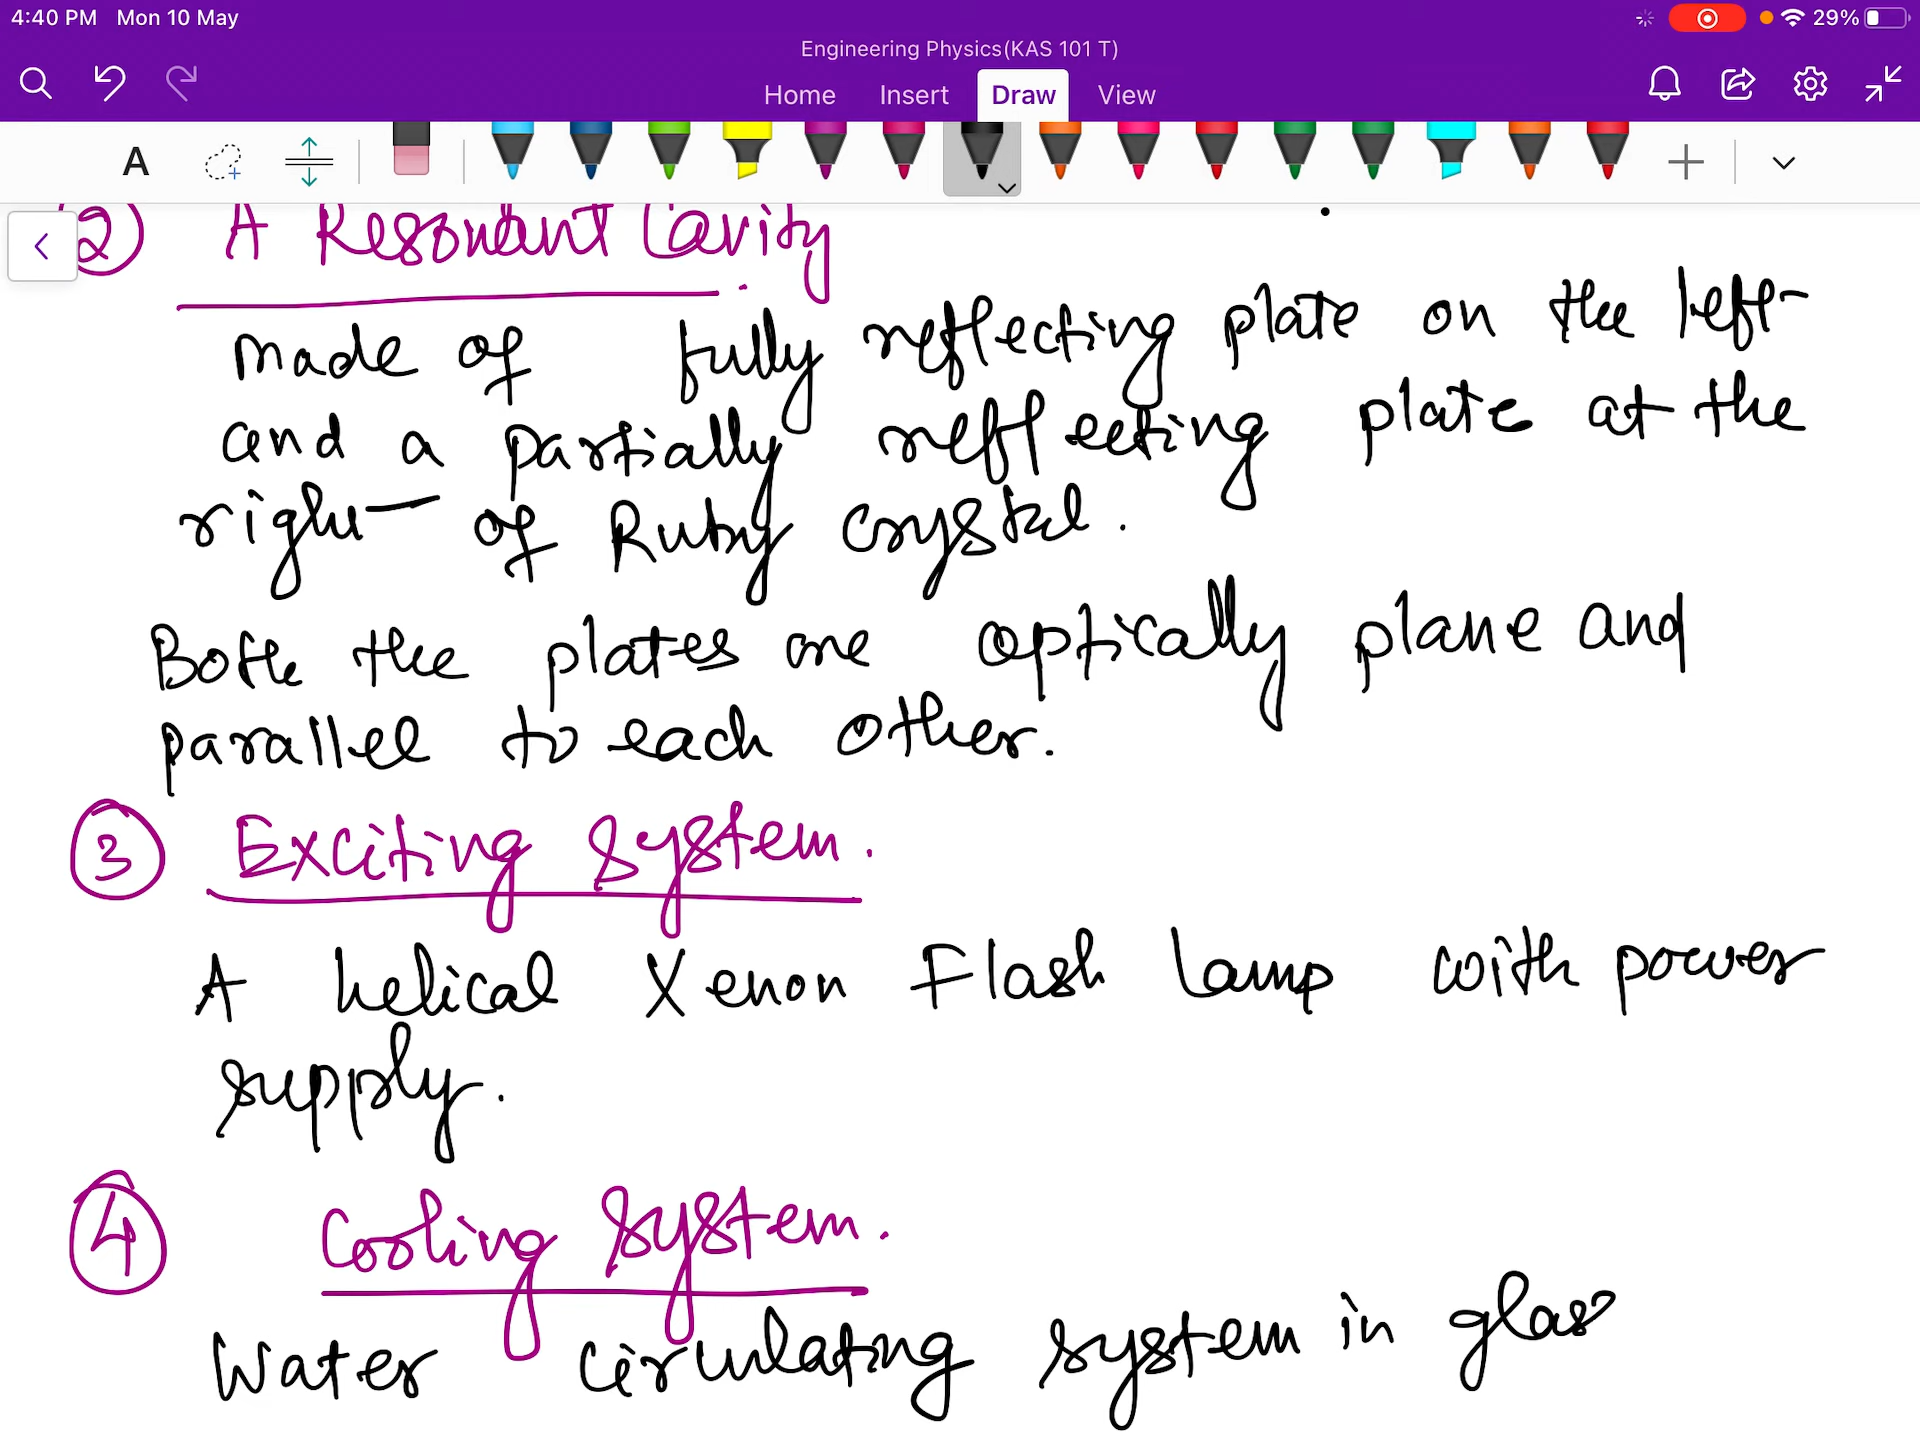 4:40 PM Mon 10 May
29%
Engineering Physics(KAS 101 T)
Home Insert Draw View
A
(2) A Resonant Cavity
made of fully reflecting plate on the left
and a partially reflecting plate at the
right of Ruby crystal.
Both the plates are optically plane and
parallel to each other.
(3) Exciting System.
A helical Xenon Flash Lamp with power
supply.
(4) Cooling System.
Water circulating system in glass